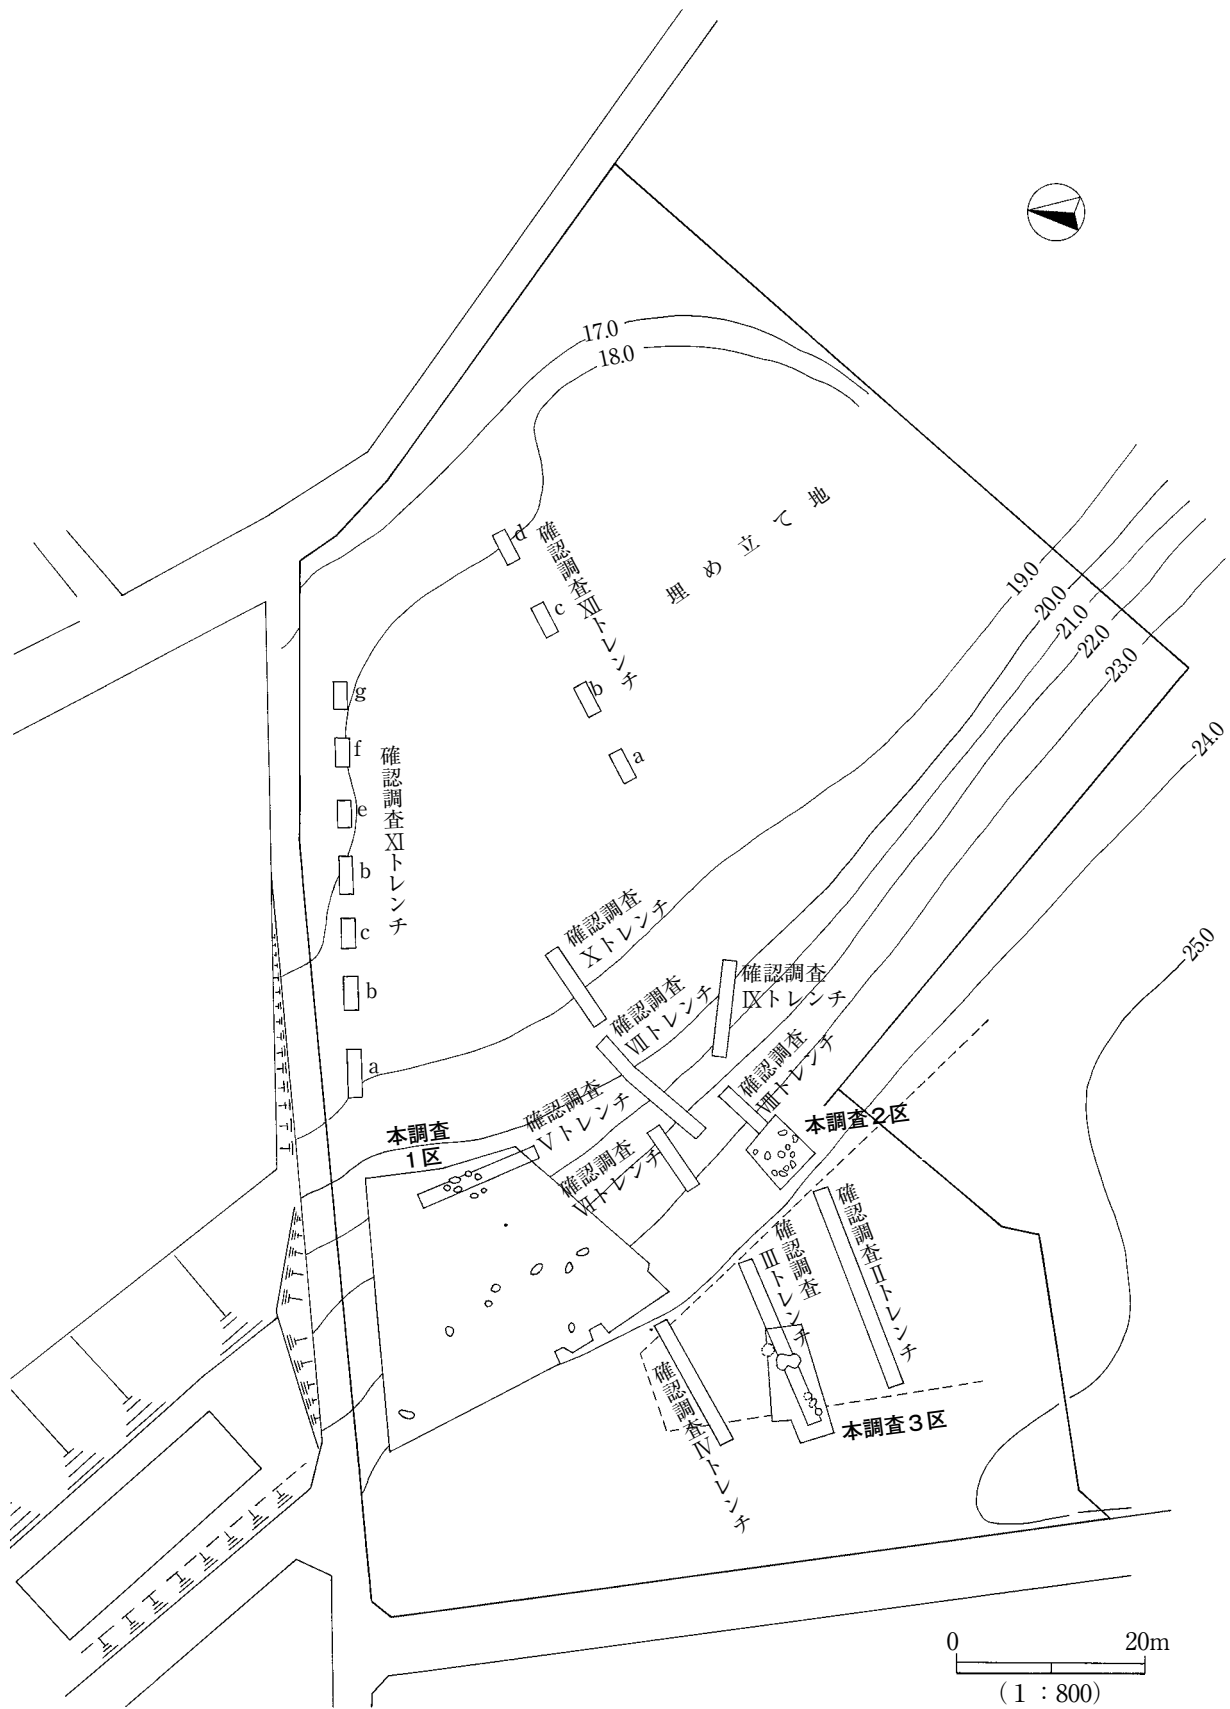 17.0
18.0
埋め立て地
d
確認調査Ⅻトレンチ
c
b
a
19.0
20.0
21.0
22.0
23.0
24.0
25.0
g
f
e
b
c
b
a
確認調査Ⅺトレンチ
確認調査
Ⅹトレンチ
確認調査
Ⅶトレンチ
確認調査
Ⅸトレンチ
確認調査
Ⅷトレンチ
確認調査
Ⅴトレンチ
確認調査
Ⅵトレンチ
本調査
1区
本調査2区
確認調査
Ⅲトレンチ
確認調査Ⅱトレンチ
確認調査Ⅳトレンチ
本調査3区
0 20m
(1:800)